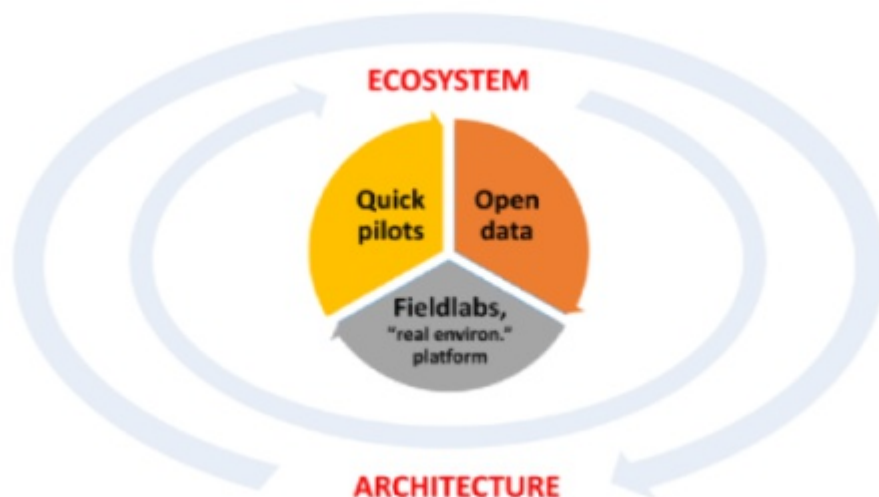 ECOSYSTEM
Quick
pilots
Open
data
Fieldlabs,
"real environ."
platform
ARCHITECTURE